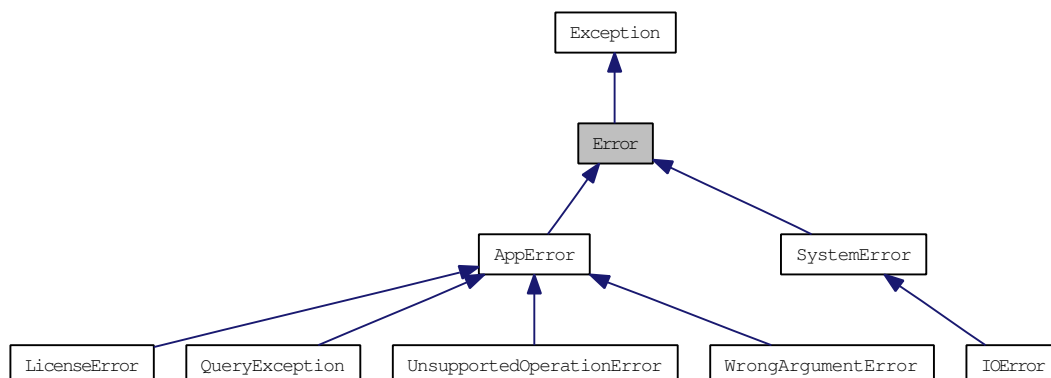 Exception
Error
AppError
SystemError
LicenseError
QueryException
UnsupportedOperationError
WrongArgumentError
IOError